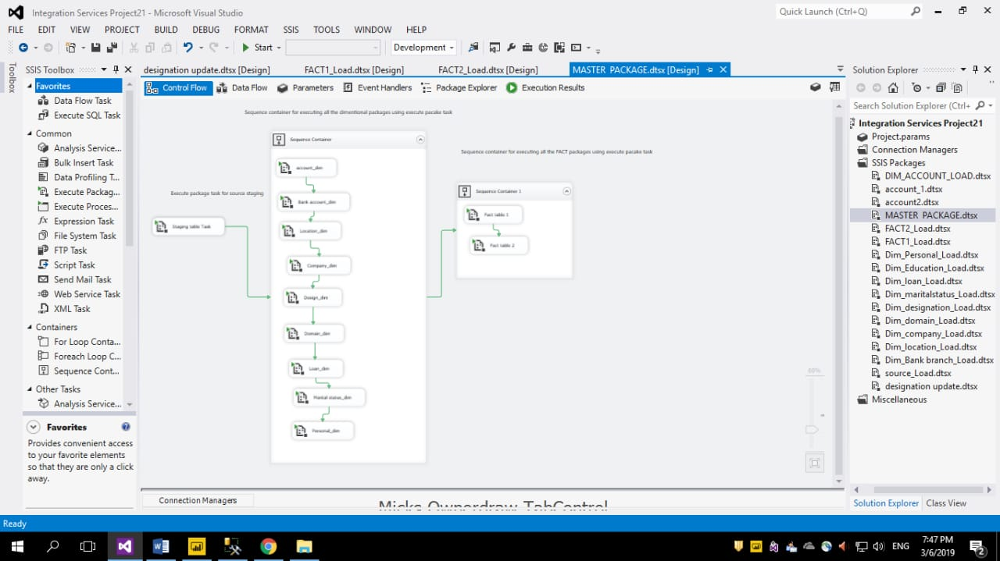 Integration Services Project21 - Microsoft Visual Studio
Quick Launch (Ctrl+Q)
FILE EDIT VIEW PROJECT BUILD DEBUG FORMAT SSIS TOOLS WINDOW HELP
Start Development
Toolbox
SSIS Toolbox
Favorites
Data Flow Task
Execute SQL Task
Common
Analysis Service...
Bulk Insert Task
Data Profiling T...
Execute Packag...
Execute Proces...
Expression Task
File System Task
FTP Task
Script Task
Send Mail Task
Web Service Task
XML Task
Containers
For Loop Conta...
Foreach Loop C...
Sequence Cont...
Other Tasks
Analysis Service...
Favorites
Provides convenient access
to your favorite elements
so that they are only a click
away.
designation update.dtsx [Design] FACT1_Load.dtsx [Design] FACT2_Load.dtsx [Design] MASTER PACKAGE.dtsx [Design]
Control Flow Data Flow Parameters Event Handlers Package Explorer Execution Results
Sequence container for executing all the dimentional packages using execute pacake task
Sequence Container
account_dim
Bank account_dim
Location_dim
Company_dim
Design_dim
Domain_dim
Loan_dim
Marital status_dim
Personal_dim
Execute package task for source staging
Staging table Task
Sequence container for executing all the FACT packages using execute pacake task
Sequence Container 1
Fact table 1
Fact table 2
60%
Connection Managers
Micks Ownerdraw TabControl
Solution Explorer
Search Solution Explorer (Ctrl+
Integration Services Project21
Project.params
Connection Managers
SSIS Packages
DIM_ACCOUNT_LOAD.dtsx
account_1.dtsx
account2.dtsx
MASTER PACKAGE.dtsx
FACT2_Load.dtsx
FACT1_Load.dtsx
Dim_Personal_Load.dtsx
Dim_Education_Load.dtsx
Dim_loan_Load.dtsx
Dim_maritalstatus_Load.dtsx
Dim_designation_Load.dtsx
Dim_domain_Load.dtsx
Dim_company_Load.dtsx
Dim_location_Load.dtsx
Dim_Bank branch_Load.dtsx
source_Load.dtsx
designation update.dtsx
Miscellaneous
Solution Explorer Class View
Ready
ENG
7:47 PM
3/6/2019
2